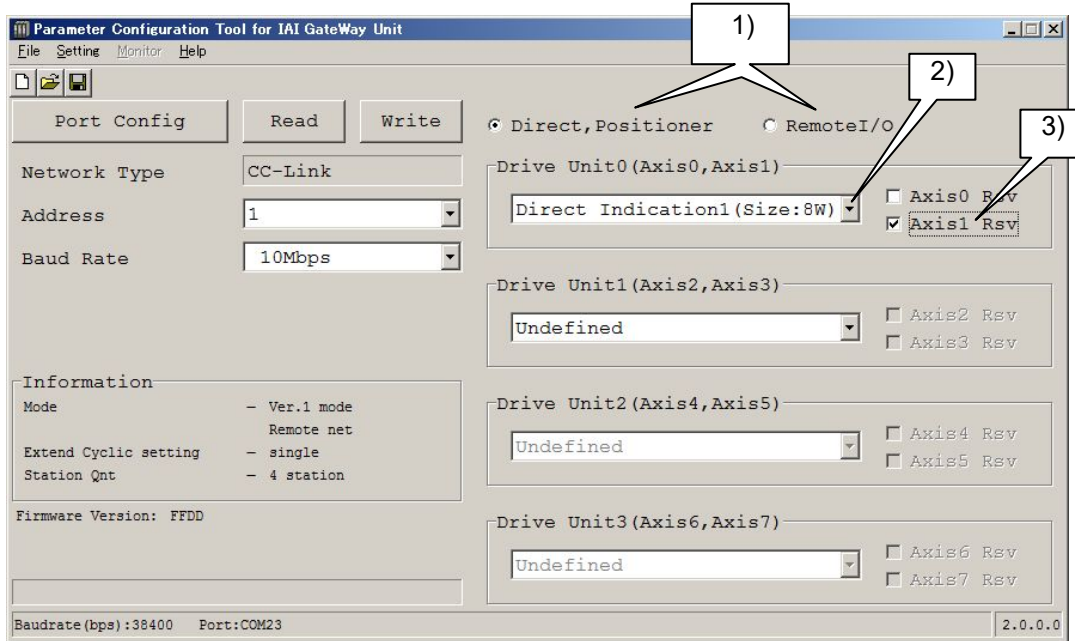 Parameter Configuration Tool for IAI GateWay Unit
File Setting Monitor Help
1)
2)
3)
Port Config Read Write
Direct,Positioner RemoteI/O
Network Type CC-Link
Address 1
Baud Rate 10Mbps
Drive Unit0(Axis0,Axis1)
Direct Indication1(Size:8W)
Axis0 Rsv
Axis1 Rsv
Drive Unit1(Axis2,Axis3)
Undefined
Axis2 Rsv
Axis3 Rsv
Information
Mode – Ver.1 mode
Remote net
Extend Cyclic setting – single
Station Qnt – 4 station
Firmware Version: FFDD
Drive Unit2(Axis4,Axis5)
Undefined
Axis4 Rsv
Axis5 Rsv
Drive Unit3(Axis6,Axis7)
Undefined
Axis6 Rsv
Axis7 Rsv
Baudrate(bps):38400 Port:COM23 2.0.0.0